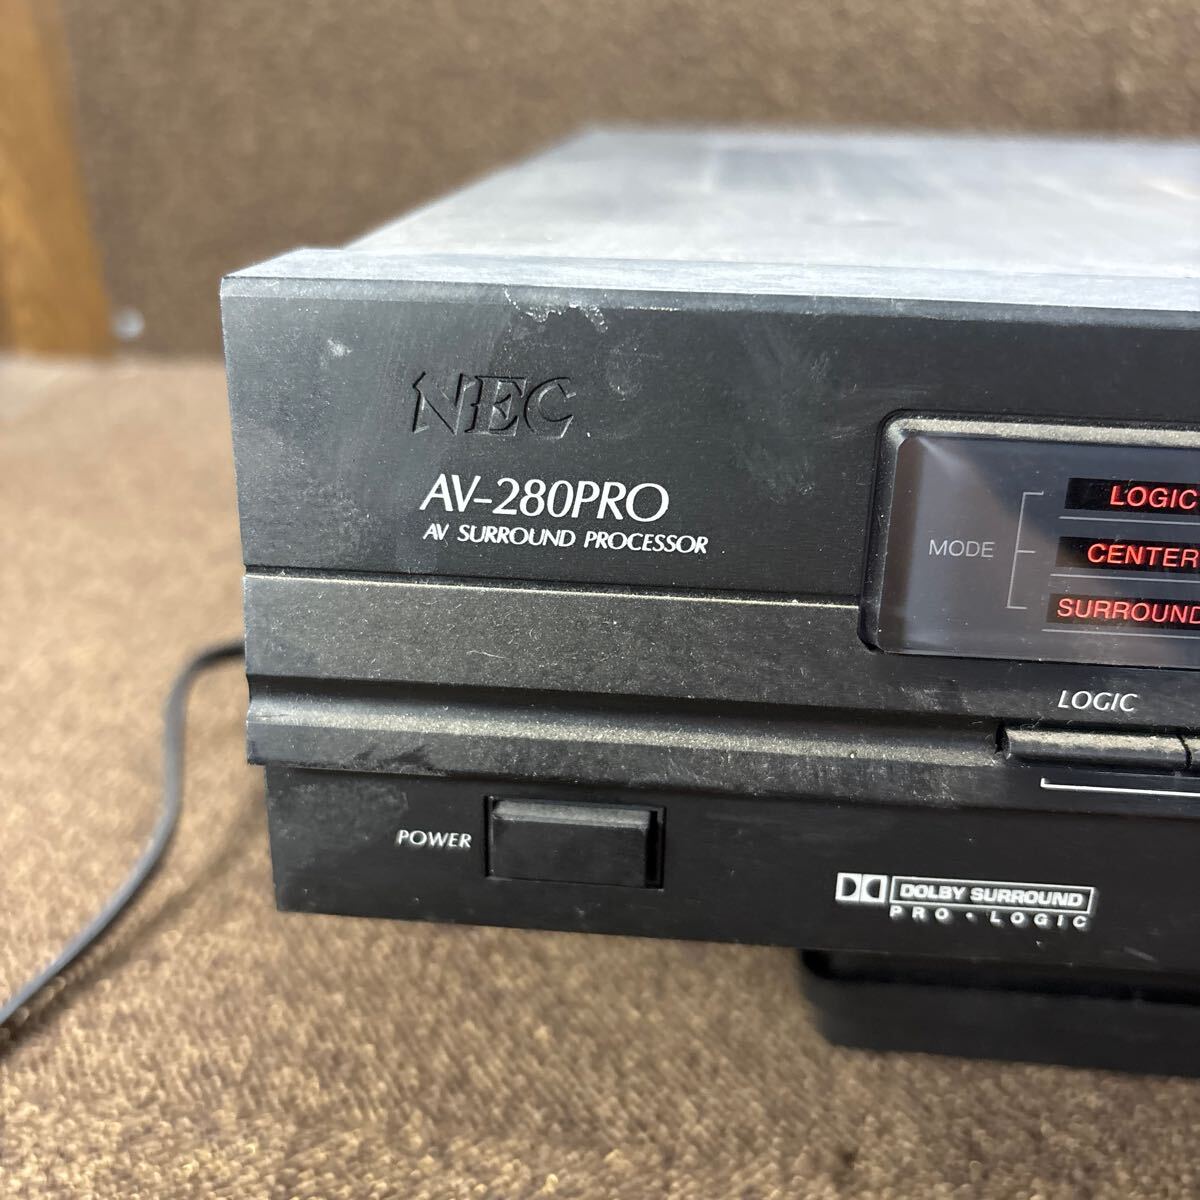 NEC
AV-280PRO
AV SURROUND PROCESSOR
MODE
LOGIC
CENTER
SURROUND
LOGIC
POWER
DOLBY SURROUND
PRO · LOGIC